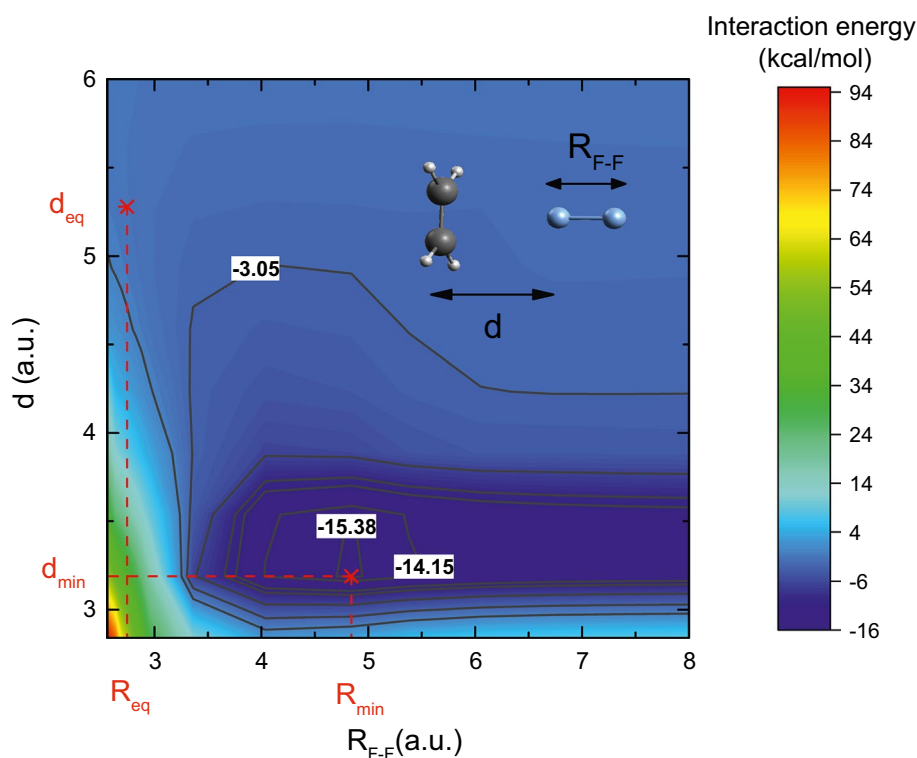 Interaction energy
(kcal/mol)
94
84
74
64
54
44
34
24
14
4
-6
-16
6
5
4
3
d (a.u.)
d_eq
d_min
-3.05
-15.38
-14.15
R_F-F
d
3
4
5
6
7
8
R_eq
R_min
R_F-F(a.u.)